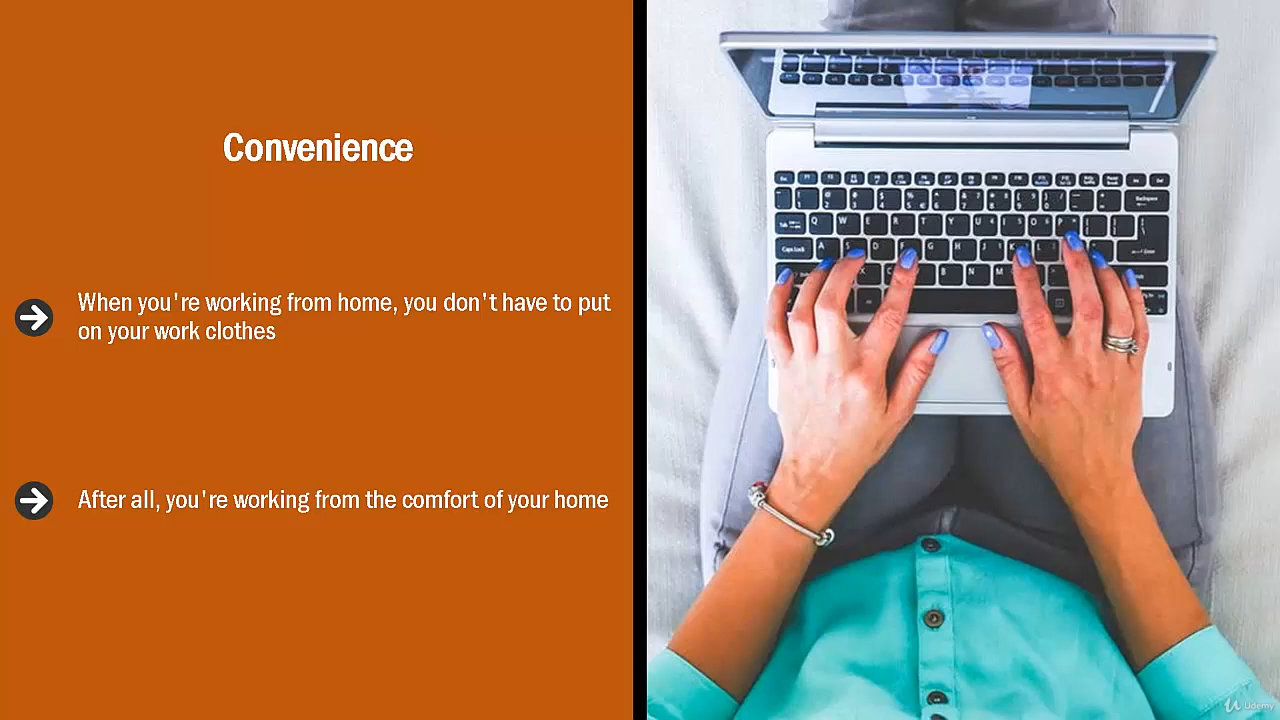 Convenience
When you're working from home, you don't have to put
on your work clothes
After all, you're working from the comfort of your home
Udemy